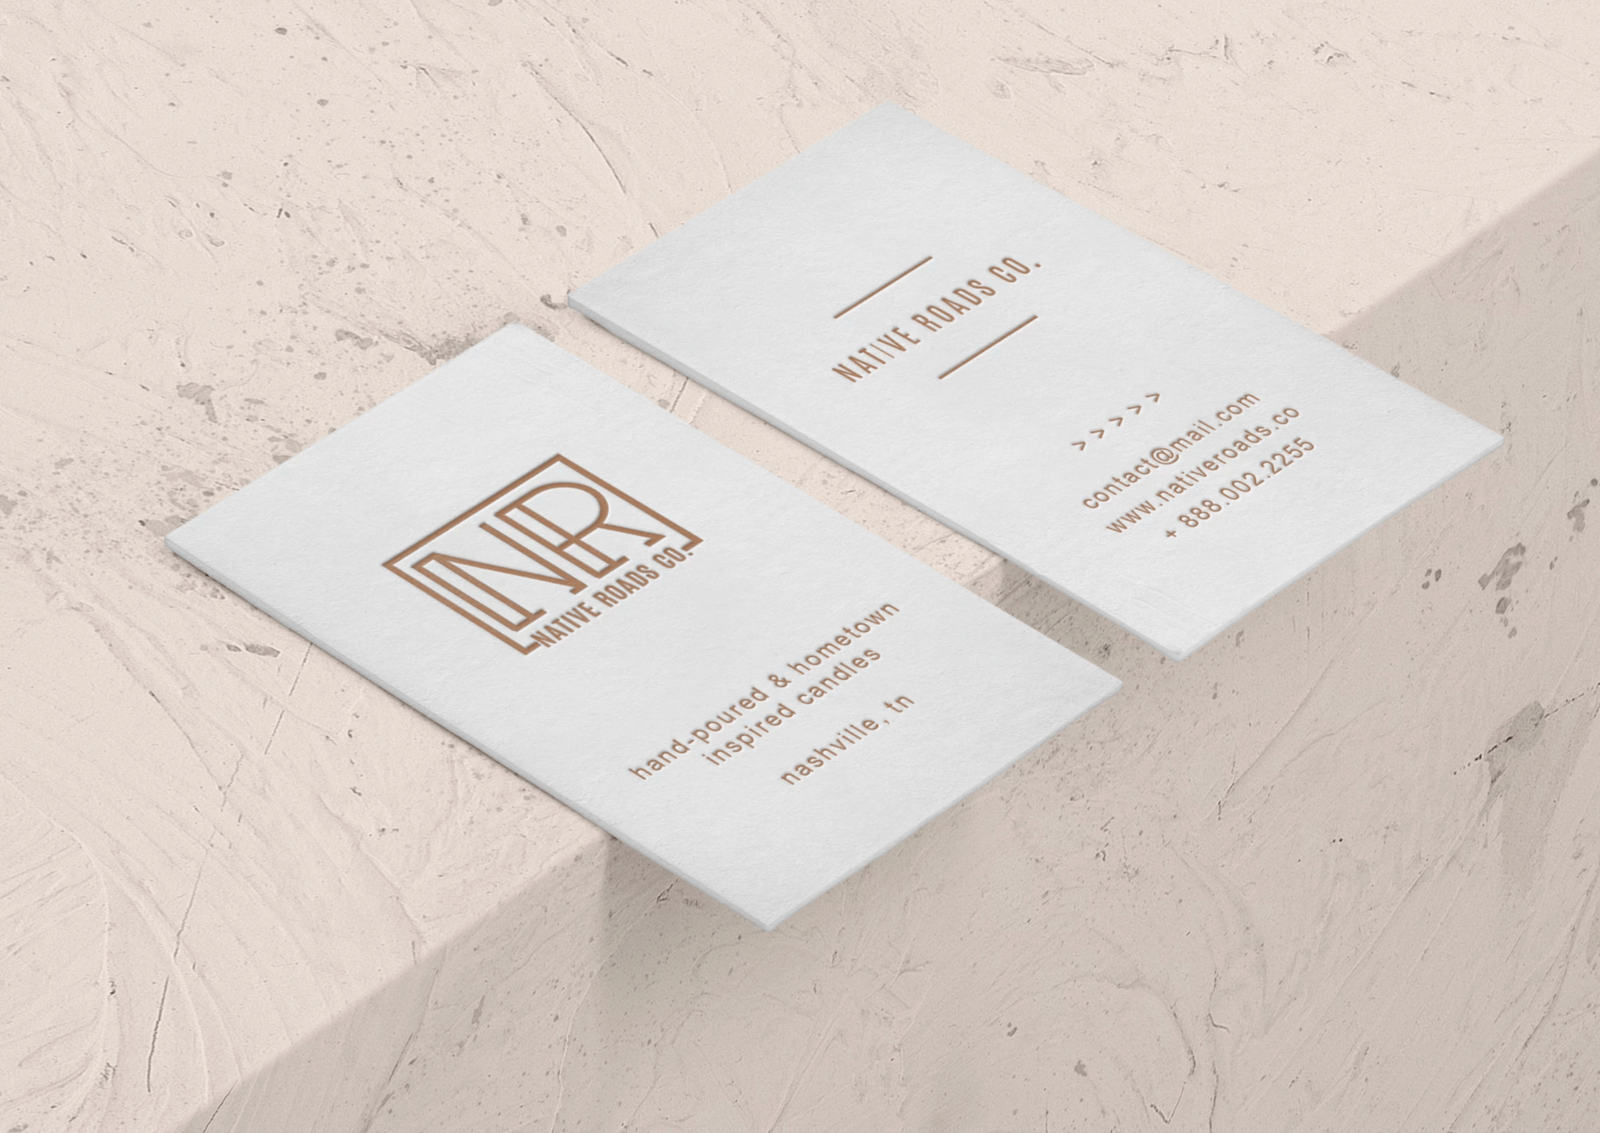 NR
NATIVE ROADS CO.
hand-poured & hometown
inspired candles
nashville, tn
NATIVE ROADS CO.
> > > > >
contact@mail.com
www.nativeroads.co
+ 888.002.2255